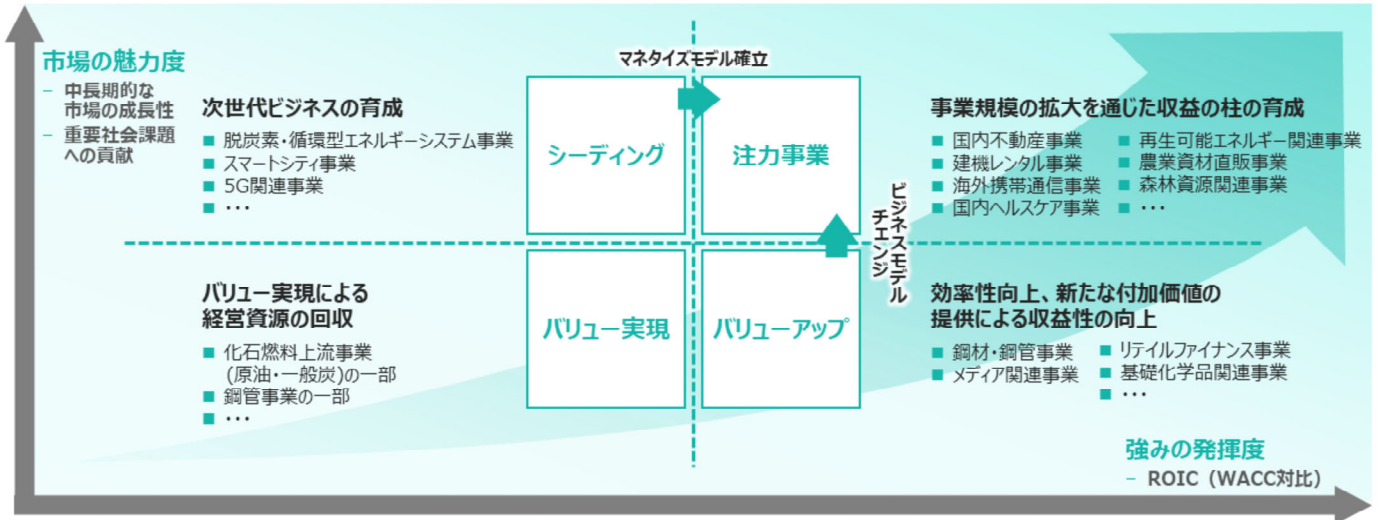 市場の魅力度
– 中長期的な
市場の成長性
– 重要社会課題
への貢献
次世代ビジネスの育成
■ 脱炭素・循環型エネルギーシステム事業
■ スマートシティ事業
■ 5G関連事業
■ ・・・
マネタイズモデル確立
シーディング
注力事業
事業規模の拡大を通じた収益の柱の育成
■ 国内不動産事業
■ 建機レンタル事業
■ 海外携帯通信事業
■ 国内ヘルスケア事業
■ 再生可能エネルギー関連事業
■ 農業資材直販事業
■ 森林資源関連事業
■ ・・・
ビジネスモデル
チェンジ
バリュー実現による
経営資源の回収
■ 化石燃料上流事業
(原油・一般炭)の一部
■ 鋼管事業の一部
■ ・・・
バリュー実現
バリューアップ
効率性向上、新たな付加価値の
提供による収益性の向上
■ 鋼材・鋼管事業
■ メディア関連事業
■ リテイルファイナンス事業
■ 基礎化学品関連事業
■ ・・・
強みの発揮度
– ROIC（WACC対比）